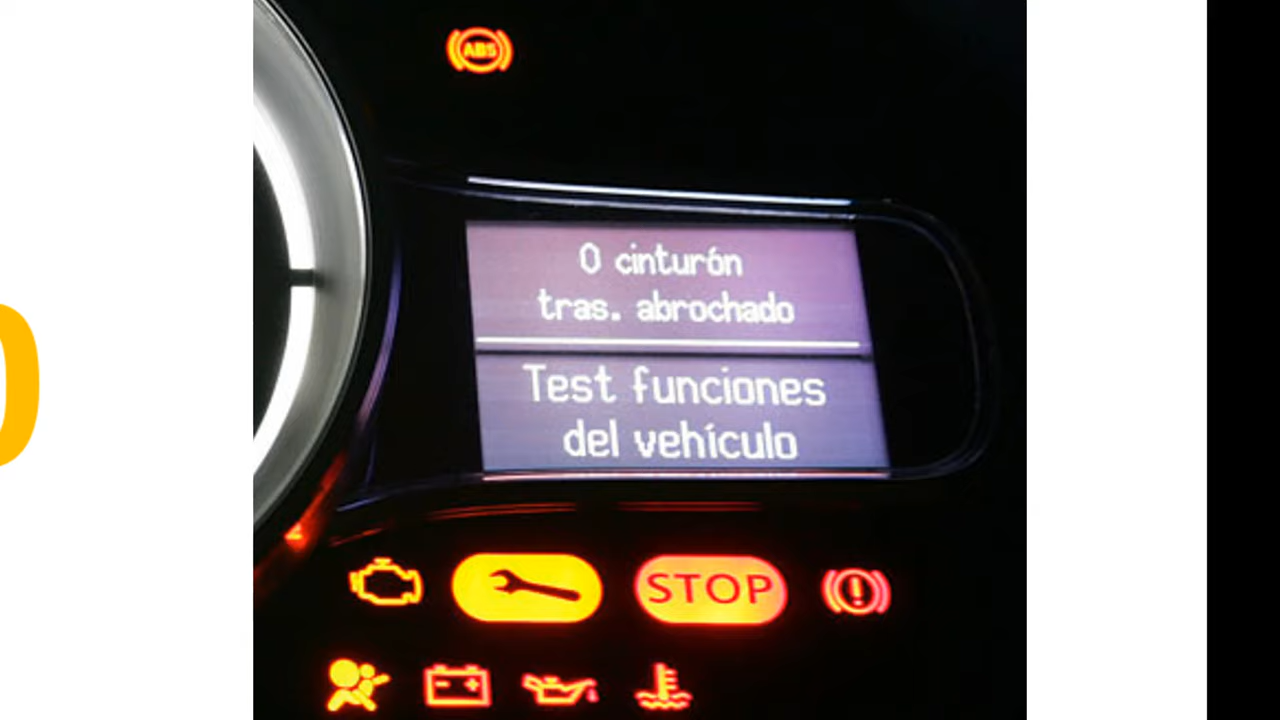 ABS
0 cinturón
tras. abrochado
Test funciones
del vehículo
STOP